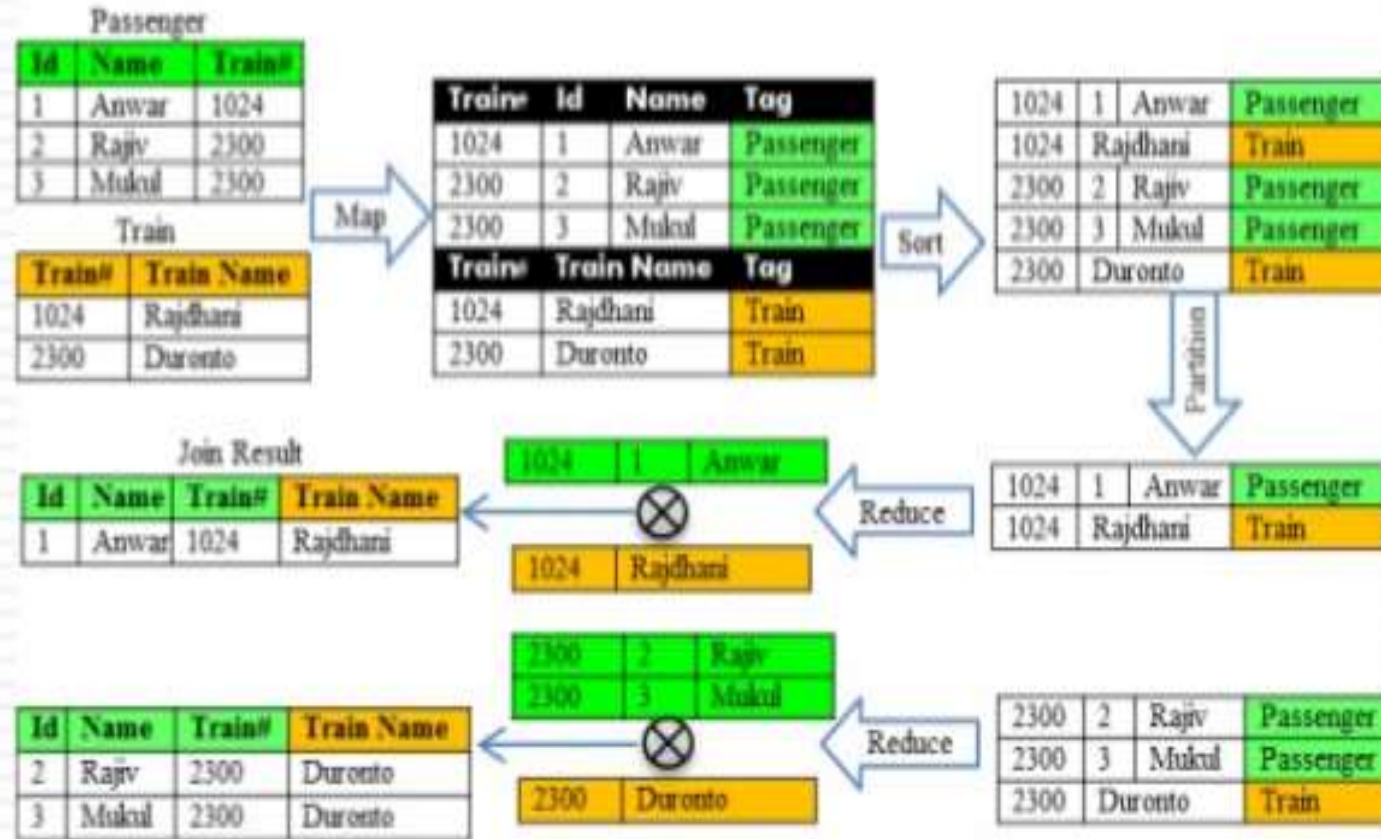 Passenger
Id Name Train#
1 Anwar 1024
2 Rajiv 2300
3 Mukul 2300
Train
Train# Train Name
1024 Rajdhani
2300 Duronto
Map
Train# Id Name Tag
1024 1 Anwar Passenger
2300 2 Rajiv Passenger
2300 3 Mukul Passenger
Train# Train Name Tag
1024 Rajdhani Train
2300 Duronto Train
Sort
1024 1 Anwar Passenger
1024 Rajdhani Train
2300 2 Rajiv Passenger
2300 3 Mukul Passenger
2300 Duronto Train
Partition
1024 1 Anwar Passenger
1024 Rajdhani Train
Reduce
1024 1 Anwar
1024 Rajdhani
Join Result
Id Name Train# Train Name
1 Anwar 1024 Rajdhani
2300 2 Rajiv Passenger
2300 3 Mukul Passenger
2300 Duronto Train
Reduce
2300 2 Rajiv
2300 3 Mukul
2300 Duronto
Id Name Train# Train Name
2 Rajiv 2300 Duronto
3 Mukul 2300 Duronto